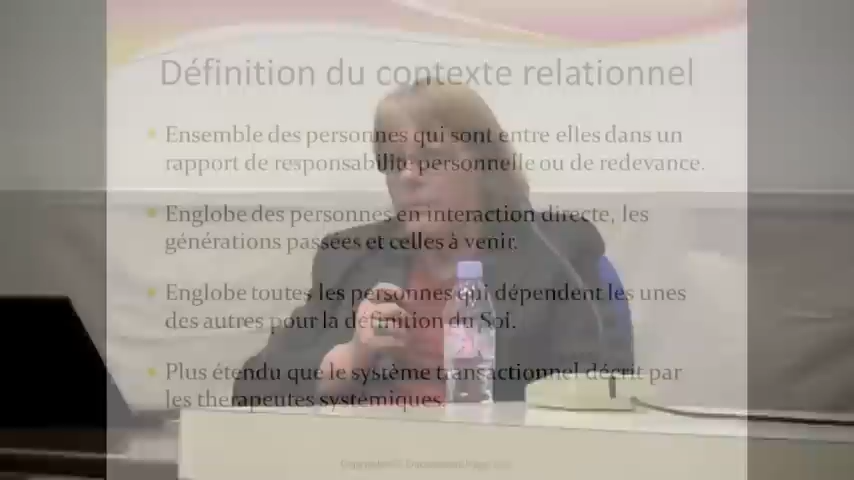 Définition du contexte relationnel
Ensemble des personnes qui sont entre elles dans un
rapport de responsabilité personnelle ou de redevance.
Englobe des personnes en interaction directe, les
générations passées et celles à venir.
Englobe toutes les personnes qui dépendent les unes
des autres pour la définition du Soi.
Plus étendu que le système transactionnel décrit par
les therapeutes systémiques.